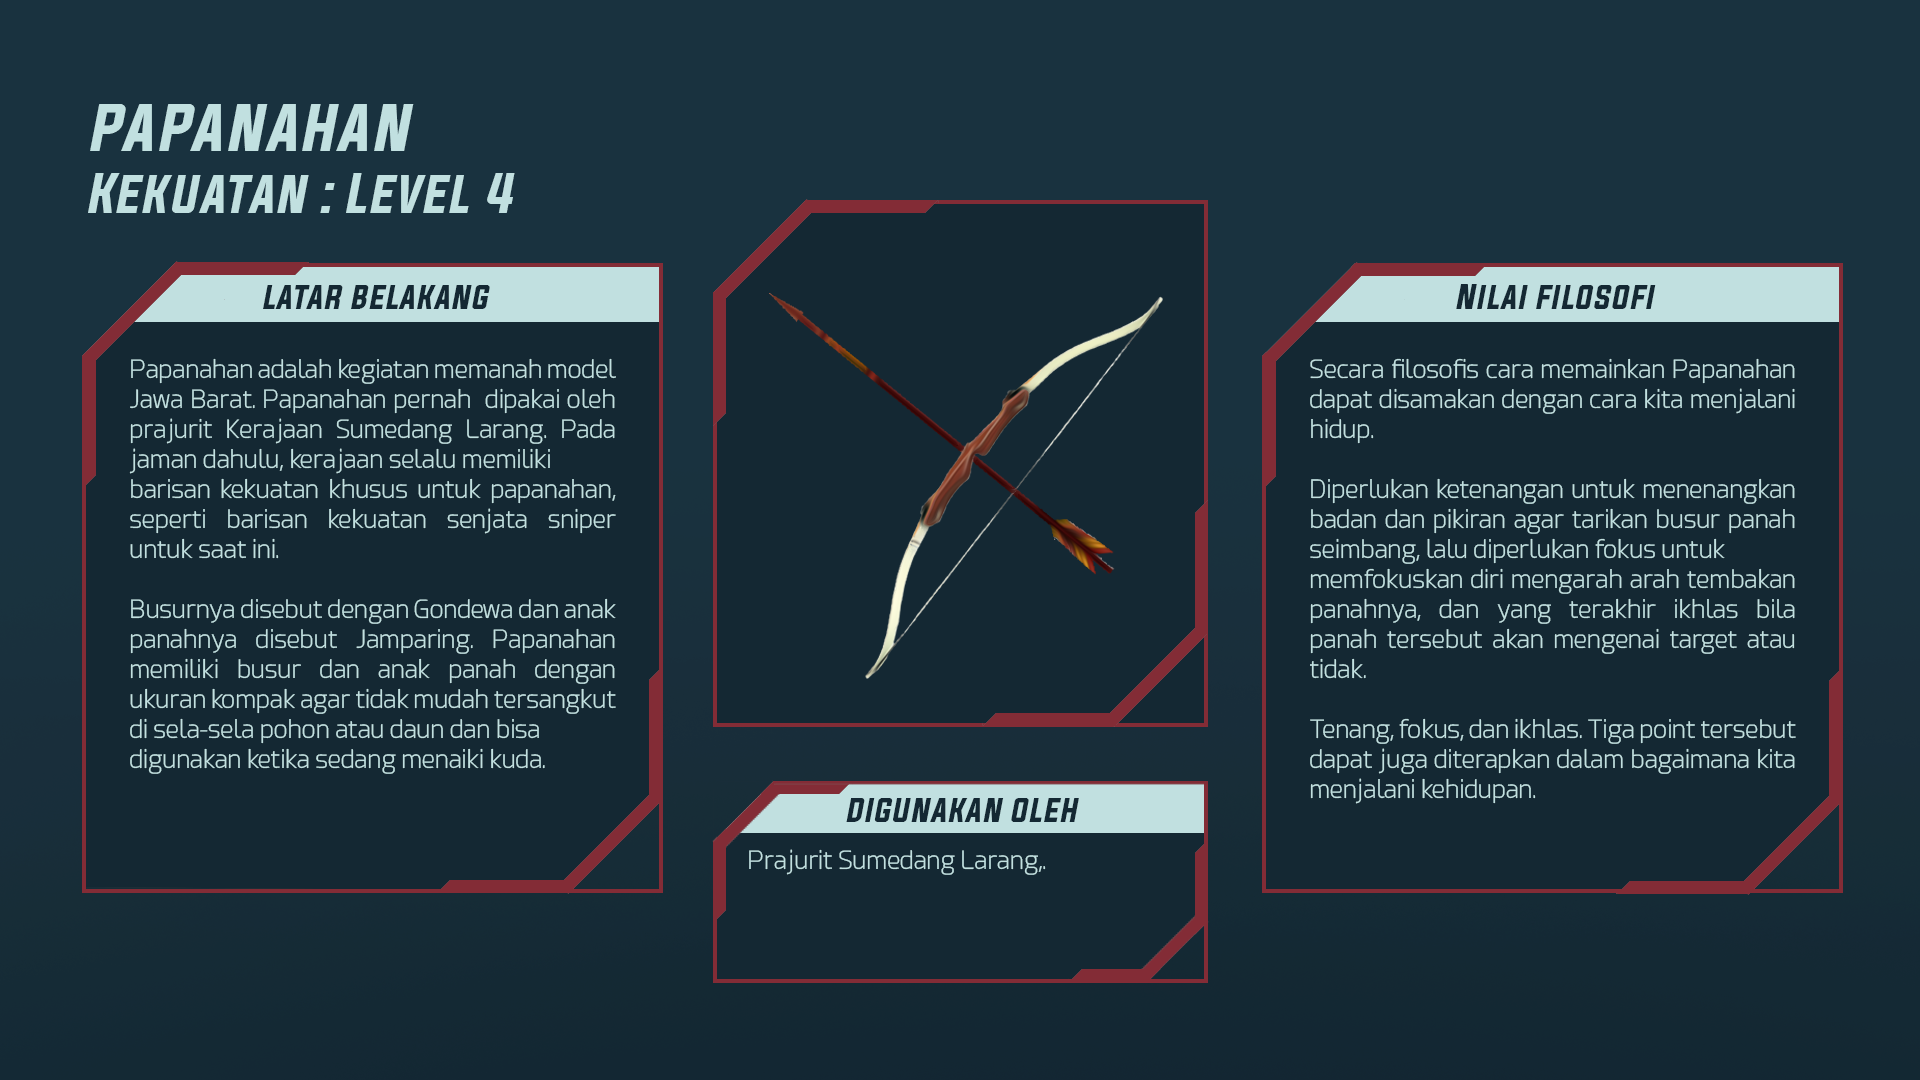 PAPANAHAN
KEKUATAN : LEVEL 4
LATAR BELAKANG
Papanahan adalah kegiatan memanah model
Jawa Barat. Papanahan pernah  dipakai oleh
prajurit Kerajaan Sumedang Larang. Pada
jaman dahulu, kerajaan selalu memiliki
barisan kekuatan khusus untuk papanahan,
seperti barisan kekuatan senjata sniper
untuk saat ini.
Busurnya disebut dengan Gondewa dan anak
panahnya disebut Jamparing. Papanahan
memiliki busur dan anak panah dengan
ukuran kompak agar tidak mudah tersangkut
di sela-sela pohon atau daun dan bisa
digunakan ketika sedang menaiki kuda.
DIGUNAKAN OLEH
Prajurit Sumedang Larang,.
NILAI FILOSOFI
Secara filosofis cara memainkan Papanahan
dapat disamakan dengan cara kita menjalani
hidup.
Diperlukan ketenangan untuk menenangkan
badan dan pikiran agar tarikan busur panah
seimbang, lalu diperlukan fokus untuk
memfokuskan diri mengarah arah tembakan
panahnya, dan yang terakhir ikhlas bila
panah tersebut akan mengenai target atau
tidak.
Tenang, fokus, dan ikhlas. Tiga point tersebut
dapat juga diterapkan dalam bagaimana kita
menjalani kehidupan.